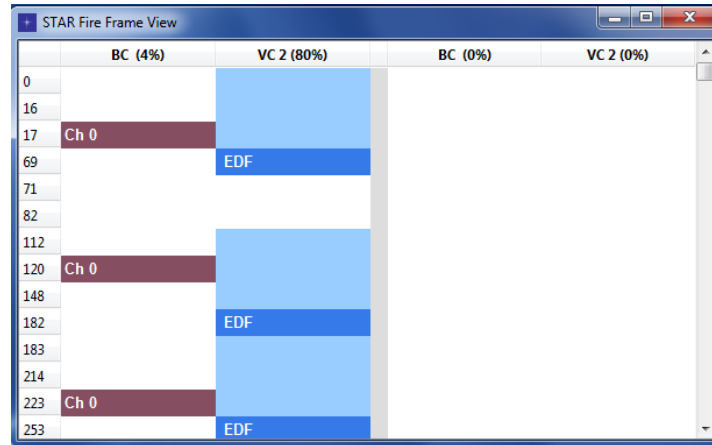 STAR Fire Frame View
BC (4%) VC 2 (80%) BC (0%) VC 2 (0%)
0
16
17 Ch 0
69 EDF
71
82
112
120 Ch 0
148
182 EDF
183
214
223 Ch 0
253 EDF